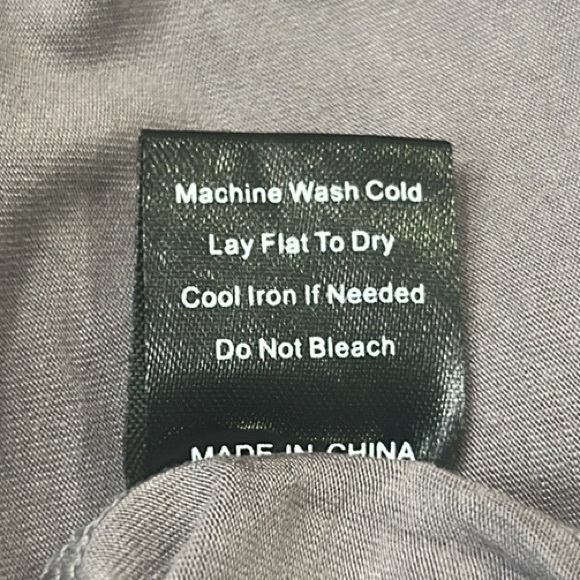 Machine Wash Cold
Lay Flat To Dry
Cool Iron If Needed
Do Not Bleach
MADE IN CHINA